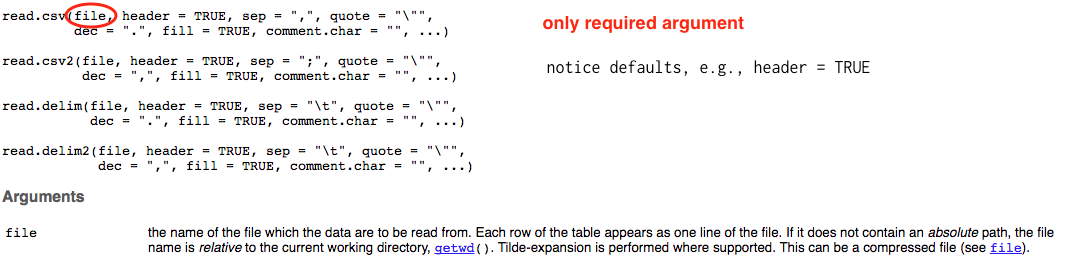 read.csv(file, header = TRUE, sep = ",", quote = "\"",
dec = ".", fill = TRUE, comment.char = "", ...)
only required argument
read.csv2(file, header = TRUE, sep = ";", quote = "\"",
dec = ",", fill = TRUE, comment.char = "", ...)
notice defaults, e.g., header = TRUE
read.delim(file, header = TRUE, sep = "\t", quote = "\"",
dec = ".", fill = TRUE, comment.char = "", ...)
read.delim2(file, header = TRUE, sep = "\t", quote = "\"",
dec = ",", fill = TRUE, comment.char = "", ...)
Arguments
file
the name of the file which the data are to be read from. Each row of the table appears as one line of the file. If it does not contain an absolute path, the file
name is relative to the current working directory, getwd(). Tilde-expansion is performed where supported. This can be a compressed file (see file).